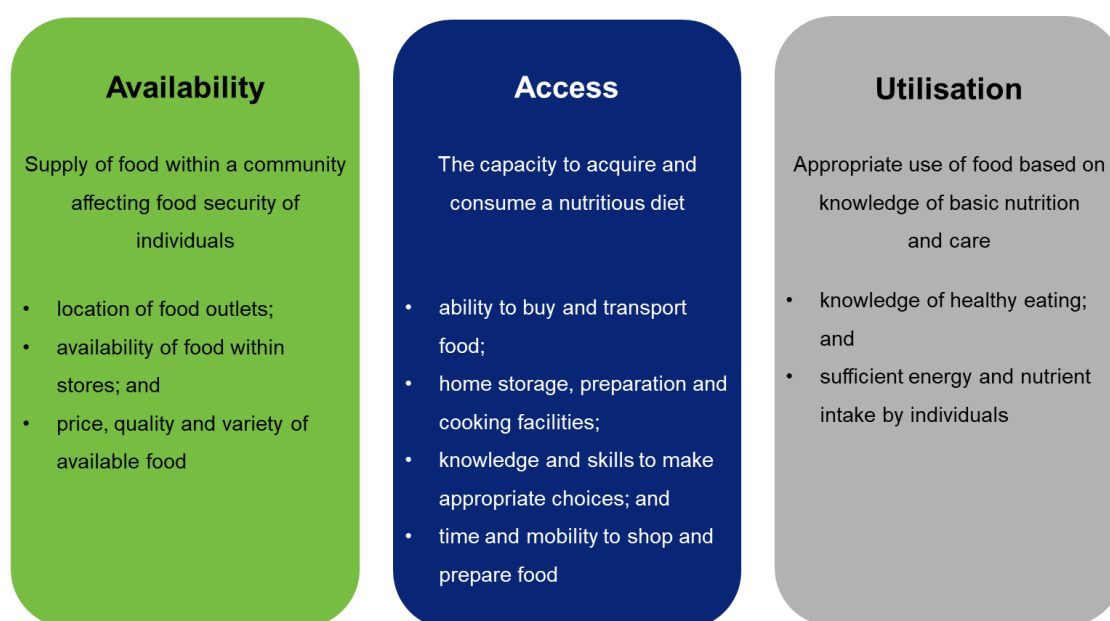 Availability
Supply of food within a community
affecting food security of
individuals
• location of food outlets;
• availability of food within
stores; and
• price, quality and variety of
available food
Access
The capacity to acquire and
consume a nutritious diet
• ability to buy and transport
food;
• home storage, preparation and
cooking facilities;
• knowledge and skills to make
appropriate choices; and
• time and mobility to shop and
prepare food
Utilisation
Appropriate use of food based on
knowledge of basic nutrition
and care
• knowledge of healthy eating;
and
• sufficient energy and nutrient
intake by individuals